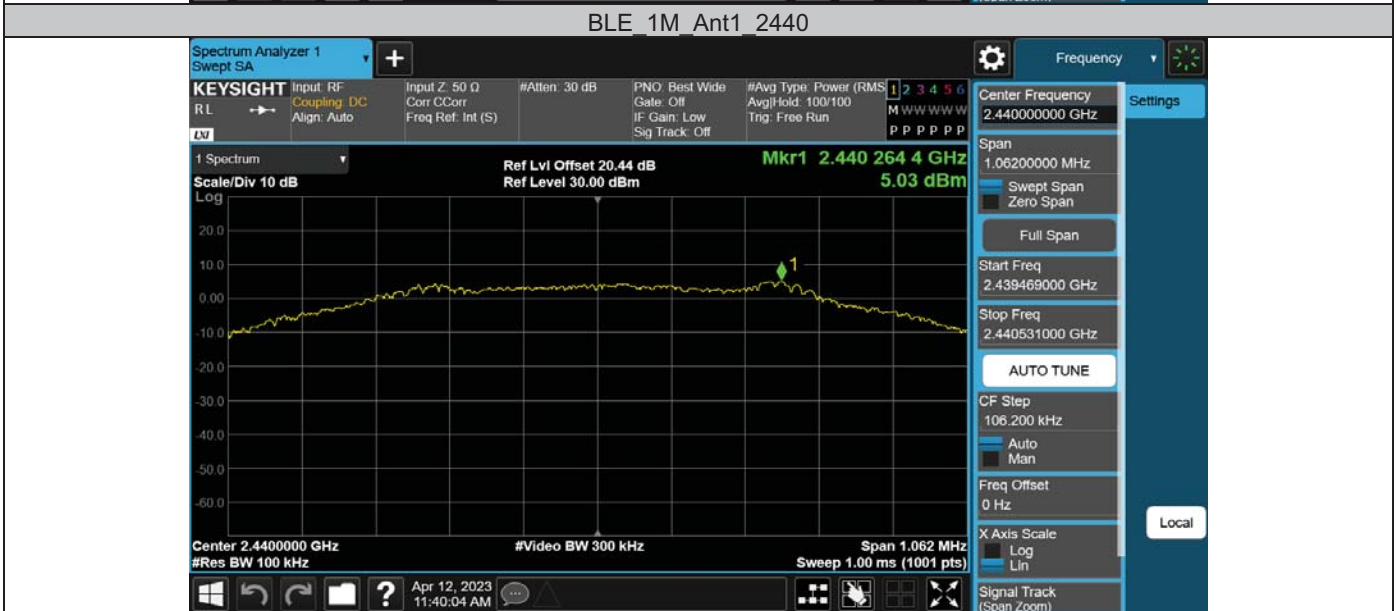 BLE_1M_Ant1_2440
Spectrum Analyzer 1
Swept SA
Frequency
KEYSIGHT
RL
LXI
Input: RF
Coupling: DC
Align: Auto
Input Z: 50 Ω
Corr CCorr
Freq Ref: Int (S)
#Atten: 30 dB
PNO: Best Wide
Gate: Off
IF Gain: Low
Sig Track: Off
#Avg Type: Power (RMS
Avg|Hold: 100/100
Trig: Free Run
1 2 3 4 5 6
M W W W W W
P P P P P P
1 Spectrum
Scale/Div 10 dB
Ref Lvl Offset 20.44 dB
Ref Level 30.00 dBm
Mkr1 2.440 264 4 GHz
5.03 dBm
Log
20.0
10.0
0.00
-10.0
-20.0
-30.0
-40.0
-50.0
-60.0
1
Center 2.4400000 GHz
#Res BW 100 kHz
#Video BW 300 kHz
Span 1.062 MHz
Sweep 1.00 ms (1001 pts)
Apr 12, 2023
11:40:04 AM
Center Frequency
2.440000000 GHz
Settings
Span
1.06200000 MHz
Swept Span
Zero Span
Full Span
Start Freq
2.439469000 GHz
Stop Freq
2.440531000 GHz
AUTO TUNE
CF Step
106.200 kHz
Auto
Man
Freq Offset
0 Hz
Local
X Axis Scale
Log
Lin
Signal Track
(Span Zoom)